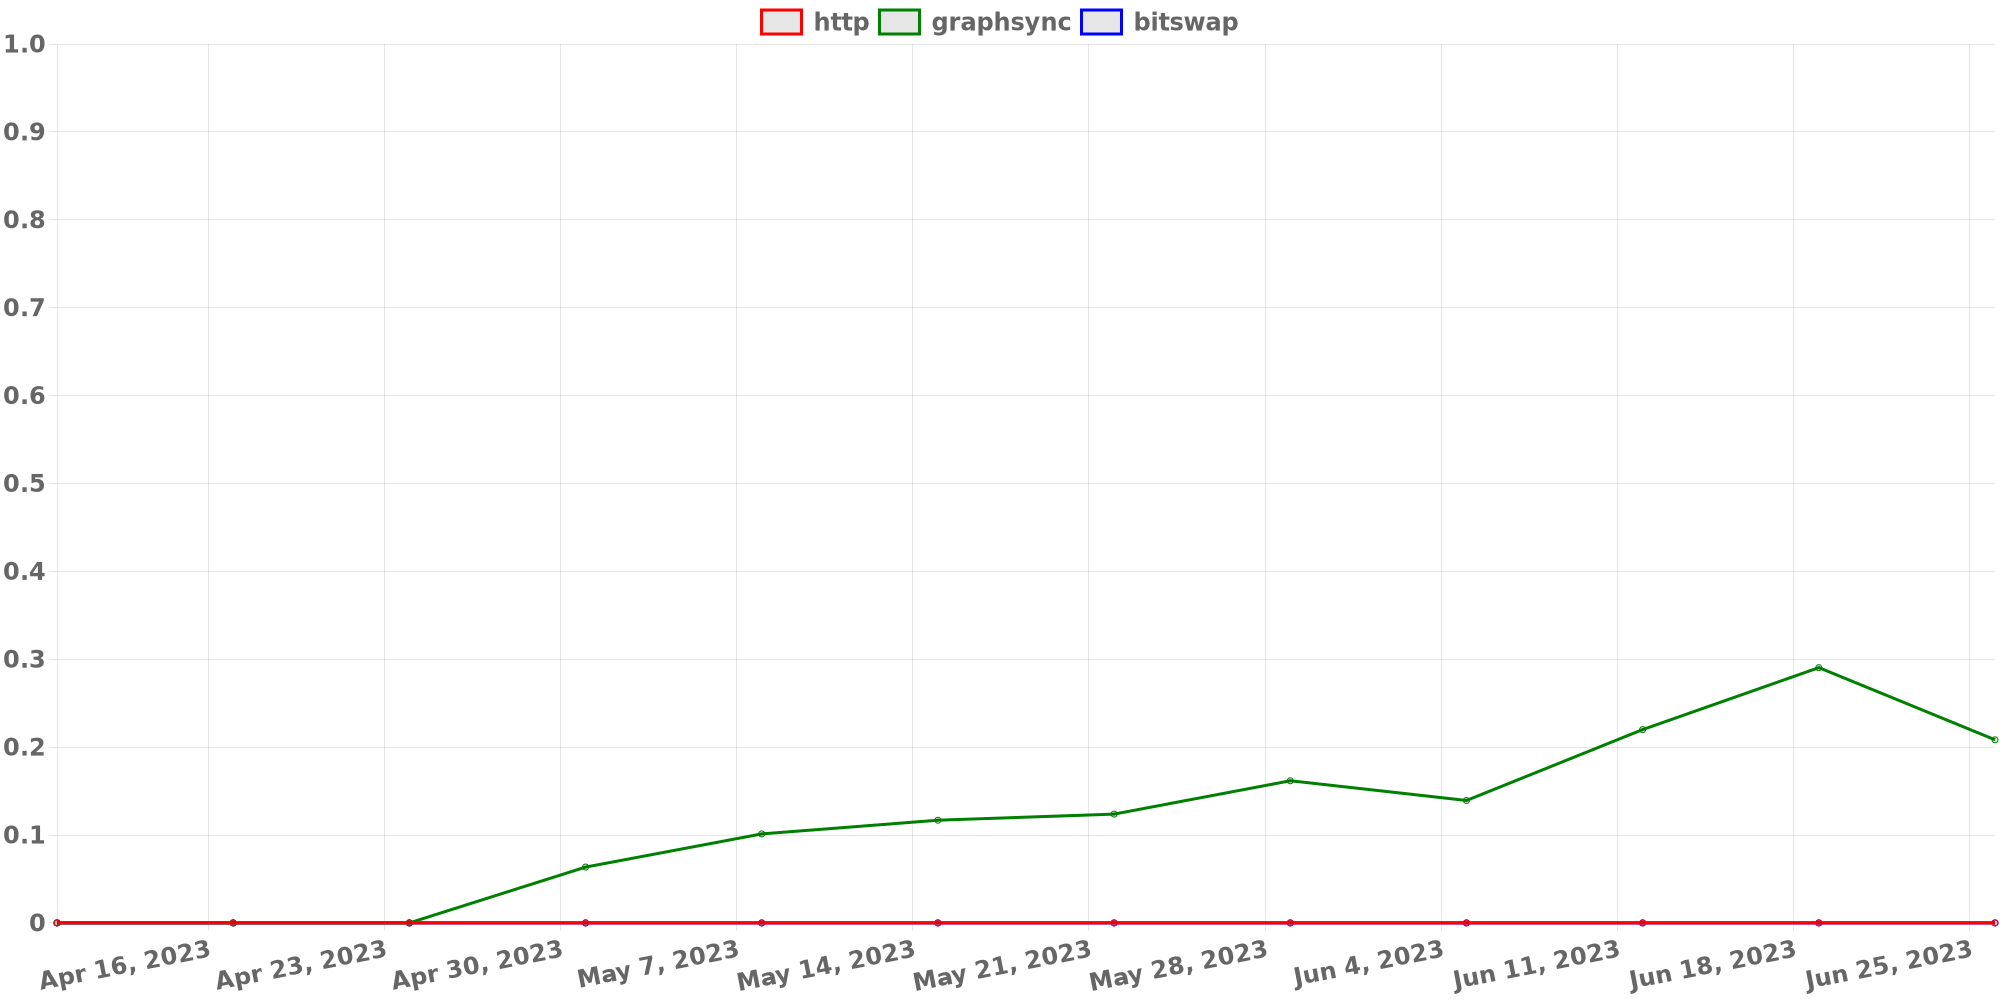 http graphsync bitswap
1.0
0.9
0.8
0.7
0.6
0.5
0.4
0.3
0.2
0.1
0
Apr 16, 2023
Apr 23, 2023
Apr 30, 2023
May 7, 2023
May 14, 2023
May 21, 2023
May 28, 2023
Jun 4, 2023
Jun 11, 2023
Jun 18, 2023
Jun 25, 2023